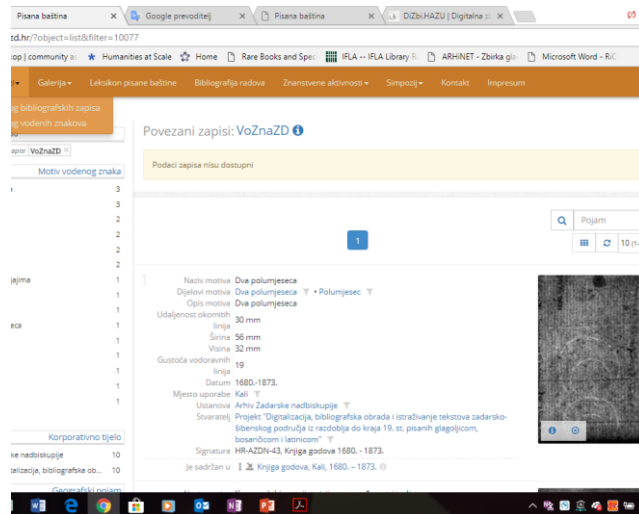 Pisana baština
Google prevoditelj
Pisana baština
DiZbi.HAZU | Digitalna z
zd.hr/?object=list&filter=10077
Humanities at Scale
Home
Rare Books and Spec
IFLA -- IFLA Library R
ARHiNET - Zbirka gla
Microsoft Word - RiC
Galerija
Leksikon pisane baštine
Bibliografija radova
Znanstvene aktivnosti
Simpozij
Kontakt
Impresum
bibliografskih zapisa
vodenih znakova
Povezani zapisi: VoZnaZD
VoZnaZD
Podaci zapisa nisu dostupni
Motiv vodenog znaka
3
3
2
2
2
2
1
1
1
1
1
1
1
1
1
Korporativno tijelo
nadbiskupije 10
bibliografska ob... 10
Geografski pojam
Pojam
1
10
1
Naziv motiva Dva polumjeseca
Dijelovi motiva Dva polumjeseca • Polumjesec
Opis motiva Dva polumjeseca
Udaljenost okomitih linija 30 mm
Širina 56 mm
Visina 32 mm
Gustoća vodoravnih linija 19
Datum 1680.-1873.
Mjesto uporabe Kali
Ustanova Arhiv Zadarske nadbiskupije
Stvaratelj Projekt "Digitalizacija, bibliografska obrada i istraživanje tekstova zadarsko-
šibenskog područja iz razdoblja do kraja 19. st. pisanih glagoljicom,
bosančicom i latinicom"
Signatura HR-AZDN-43, Knjiga godova 1680. - 1873.
Je sadržan u Knjiga godova, Kali, 1680. – 1873.